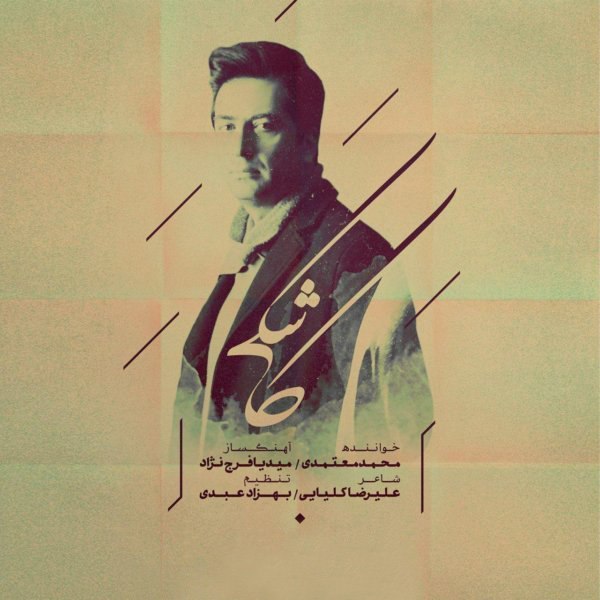 کاشکی
خواننده آهنگساز
محمد معتمدی / میدیا فرج نژاد
شاعر تنظیم
علیرضا کلیایی / بهزاد عبدی